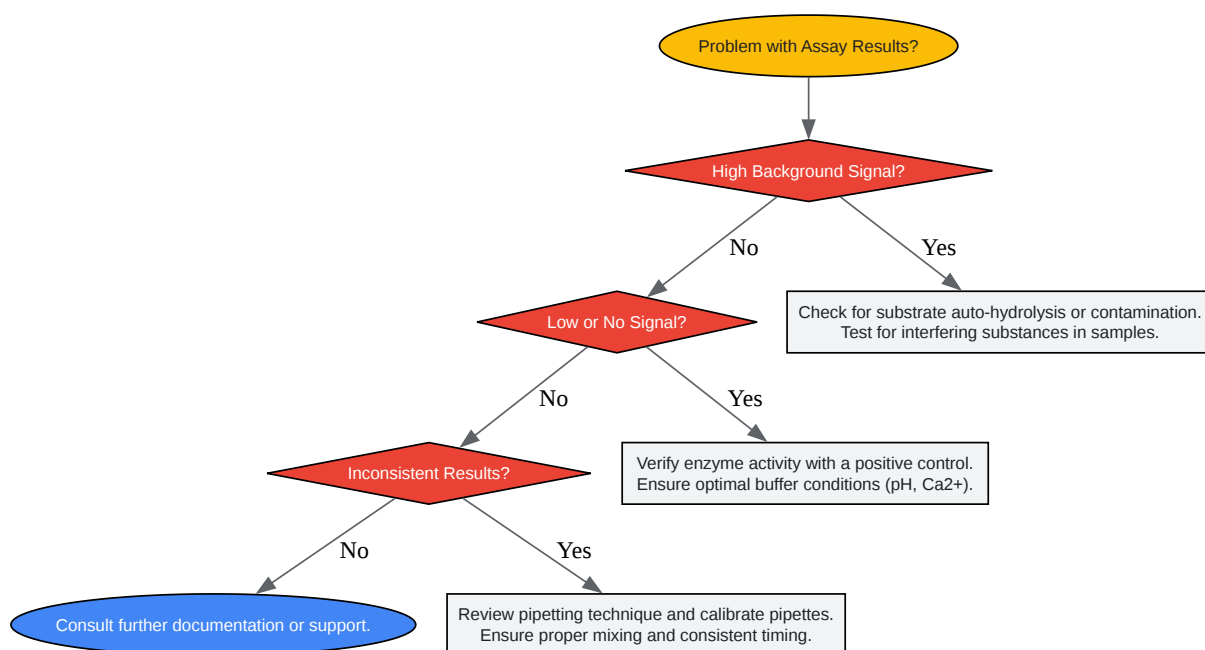 Problem with Assay Results?
High Background Signal?
No
Yes
Low or No Signal?
Check for substrate auto-hydrolysis or contamination.
Test for interfering substances in samples.
No
Yes
Inconsistent Results?
Verify enzyme activity with a positive control.
Ensure optimal buffer conditions (pH, Ca2+).
No
Yes
Consult further documentation or support.
Review pipetting technique and calibrate pipettes.
Ensure proper mixing and consistent timing.